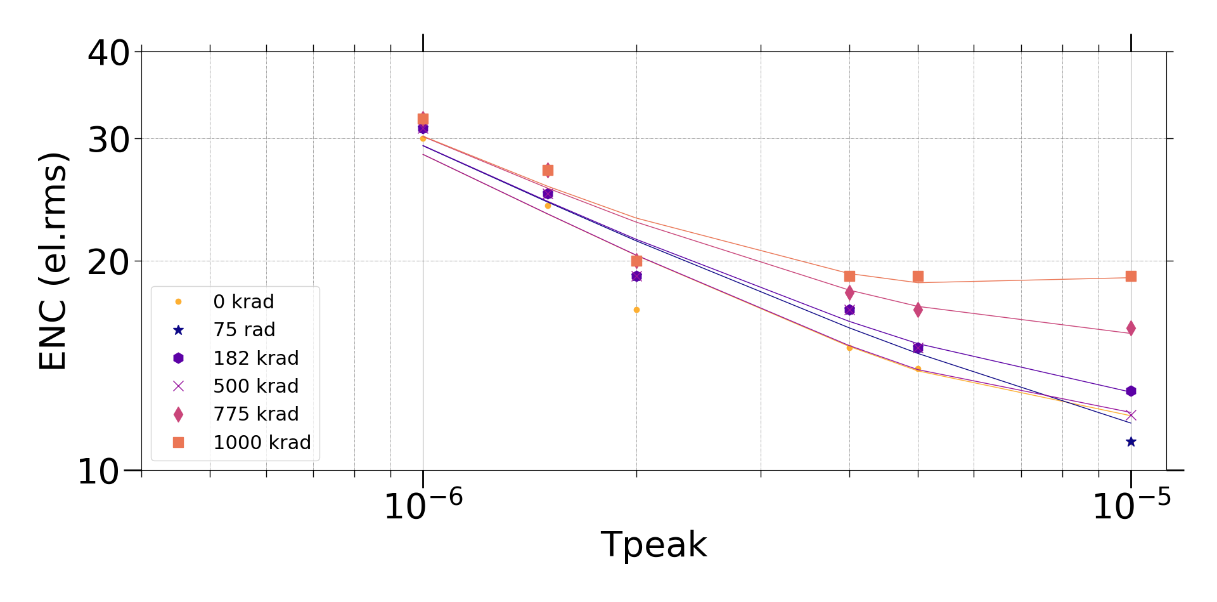 40
30
20
10
ENC (el.rms)
0 krad
75 rad
182 krad
500 krad
775 krad
1000 krad
10⁻⁶
10⁻⁵
Tpeak